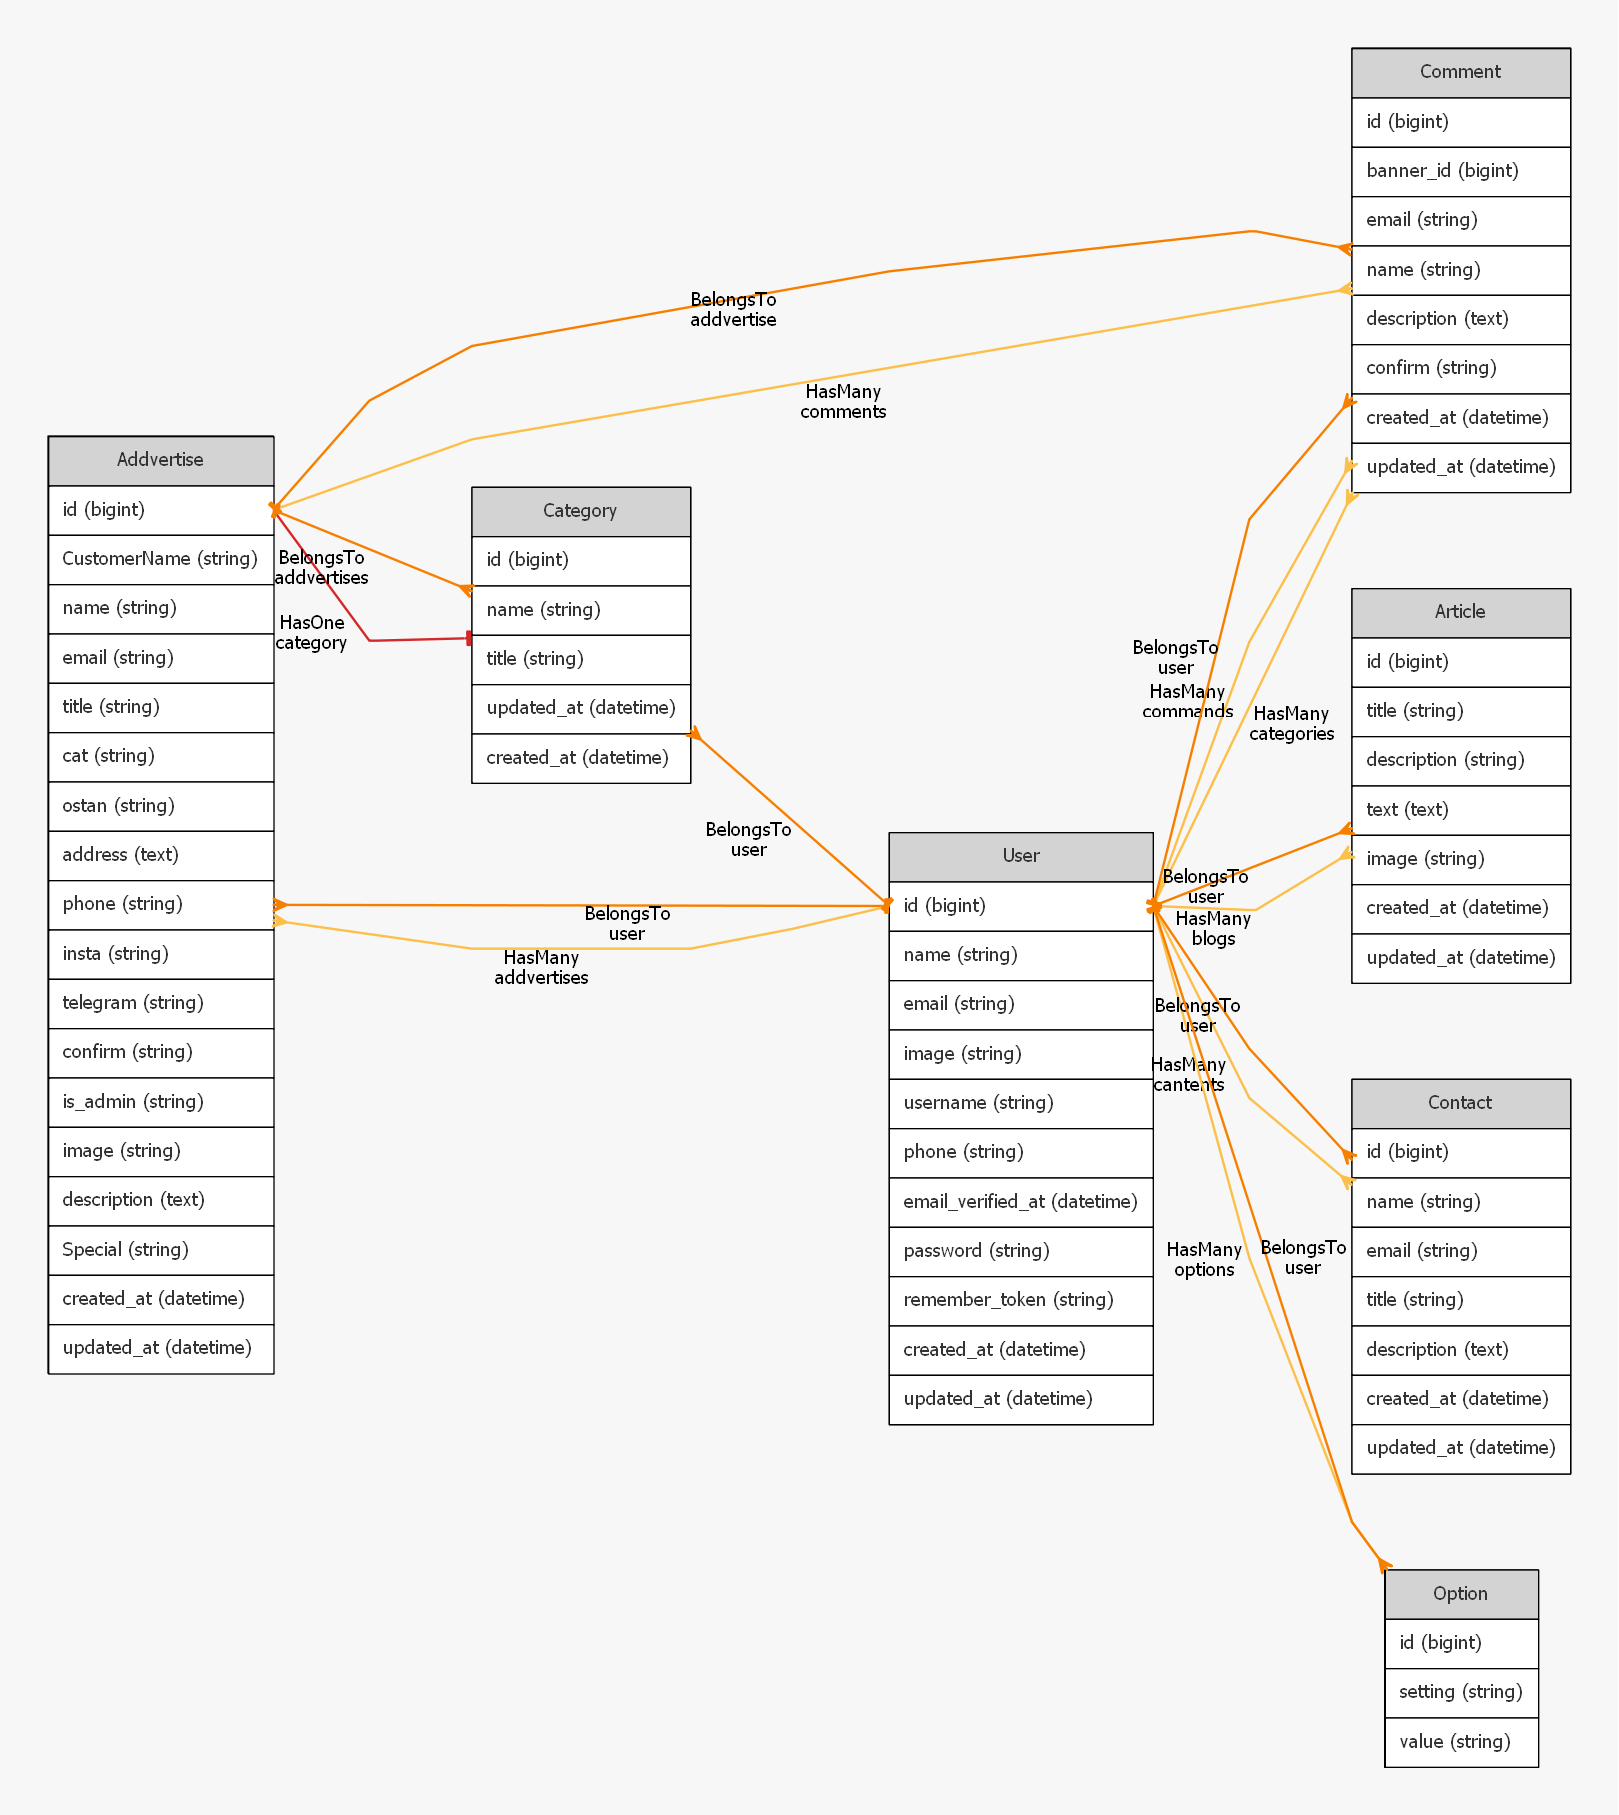 Comment
id (bigint)
banner_id (bigint)
email (string)
name (string)
description (text)
confirm (string)
created_at (datetime)
updated_at (datetime)
BelongsTo
addvertise
HasMany
comments
Addvertise
id (bigint)
CustomerName (string)
name (string)
email (string)
title (string)
cat (string)
ostan (string)
address (text)
phone (string)
insta (string)
telegram (string)
confirm (string)
is_admin (string)
image (string)
description (text)
Special (string)
created_at (datetime)
updated_at (datetime)
BelongsTo
addvertises
HasOne
category
Category
id (bigint)
name (string)
title (string)
updated_at (datetime)
created_at (datetime)
BelongsTo
user
BelongsTo
user
HasMany
addvertises
User
id (bigint)
name (string)
email (string)
image (string)
username (string)
phone (string)
email_verified_at (datetime)
password (string)
remember_token (string)
created_at (datetime)
updated_at (datetime)
BelongsTo
user
HasMany
commands
HasMany
categories
BelongsTo
user
HasMany
blogs
BelongsTo
user
HasMany
cantents
HasMany
options
BelongsTo
user
Article
id (bigint)
title (string)
description (string)
text (text)
image (string)
created_at (datetime)
updated_at (datetime)
Contact
id (bigint)
name (string)
email (string)
title (string)
description (text)
created_at (datetime)
updated_at (datetime)
Option
id (bigint)
setting (string)
value (string)